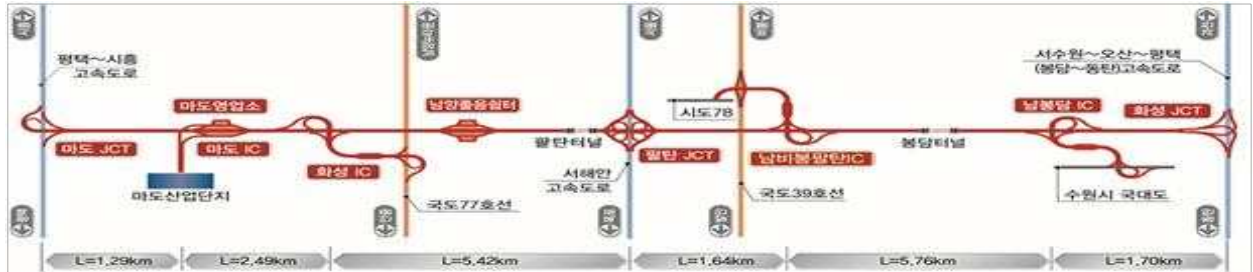 평택~시흥
고속도로
마도 JCT
마도영업소
마도 IC
마도산업단지
화성 IC
국도77호선
남양졸음쉼터
팔탄터널
서해안
고속도로
팔탄 JCT
시도78
남비봉팔탄IC
국도39호선
봉담터널
서수원~오산~평택
(봉담~동탄)고속도로
남봉담 IC
화성 JCT
수원시 국대도
L=1.29km
L=2.49km
L=5.42km
L=1.64km
L=5.76km
L=1.70km